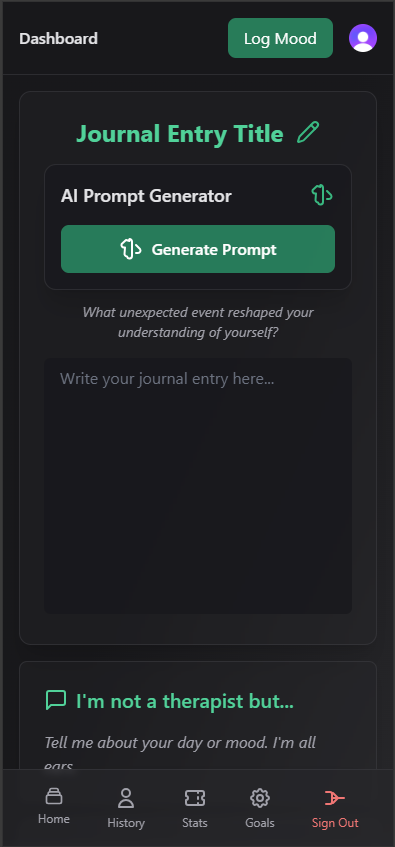 Dashboard
Log Mood
Journal Entry Title
AI Prompt Generator
Generate Prompt
What unexpected event reshaped your
understanding of yourself?
Write your journal entry here...
I'm not a therapist but...
Tell me about your day or mood. I'm all
ears.
Home
History
Stats
Goals
Sign Out